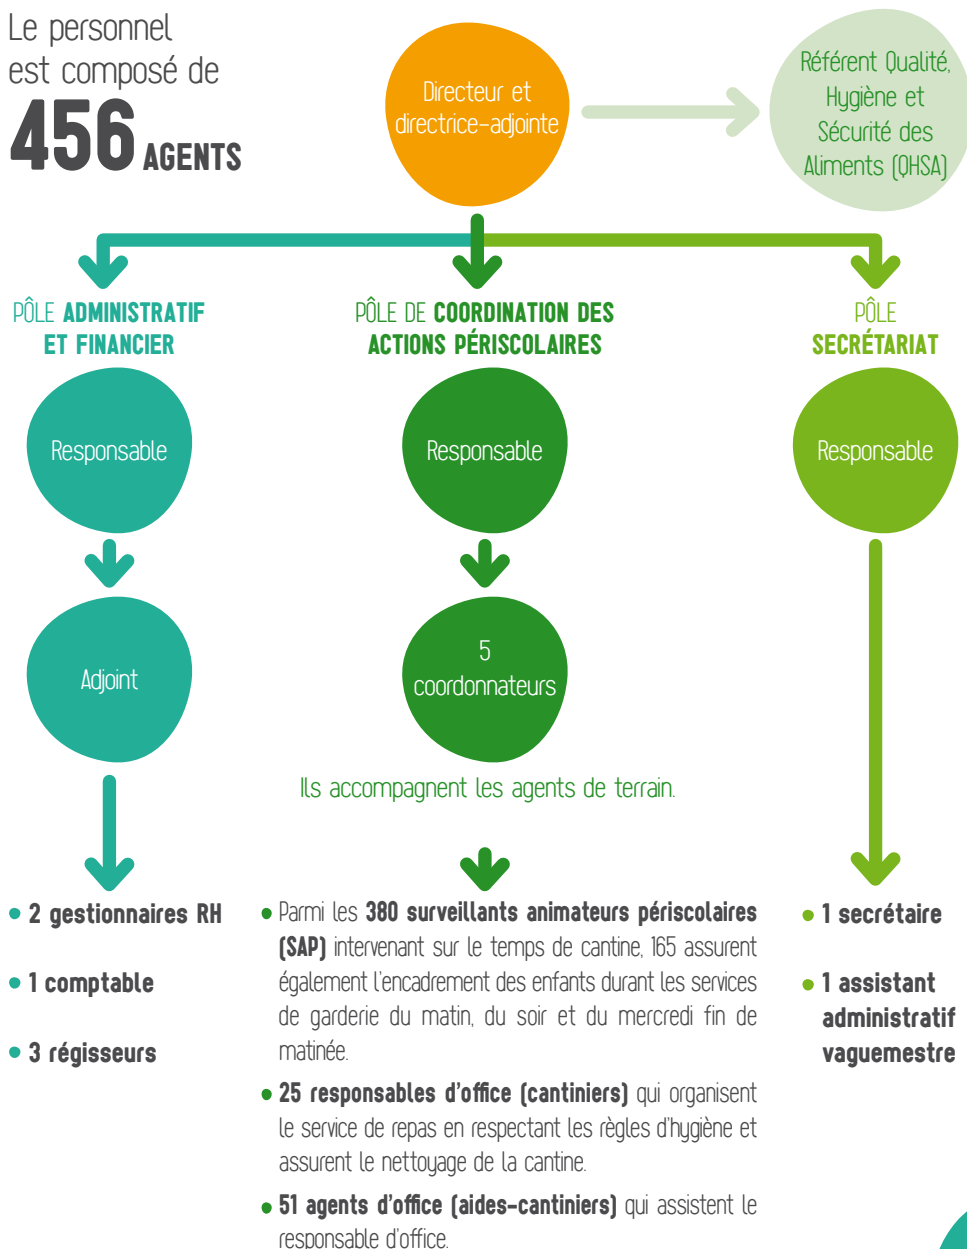 Le personnel
est composé de
456 AGENTS
Directeur et
directrice-adjointe
Référent Qualité,
Hygiène et
Sécurité des
Aliments (QHSA)
PÔLE ADMINISTRATIF
ET FINANCIER
Responsable
Adjoint
• 2 gestionnaires RH
• 1 comptable
• 3 régisseurs
PÔLE DE COORDINATION DES
ACTIONS PÉRISCOLAIRES
Responsable
5
coordonnateurs
Ils accompagnent les agents de terrain.
• Parmi les 380 surveillants animateurs périscolaires
(SAP) intervenant sur le temps de cantine, 165 assurent
également l'encadrement des enfants durant les services
de garderie du matin, du soir et du mercredi fin de
matinée.
• 25 responsables d'office (cantiniers) qui organisent
le service de repas en respectant les règles d'hygiène et
assurent le nettoyage de la cantine.
• 51 agents d'office (aides-cantiniers) qui assistent le
responsable d'office.
PÔLE
SECRÉTARIAT
Responsable
• 1 secrétaire
• 1 assistant
administratif
vaguemestre